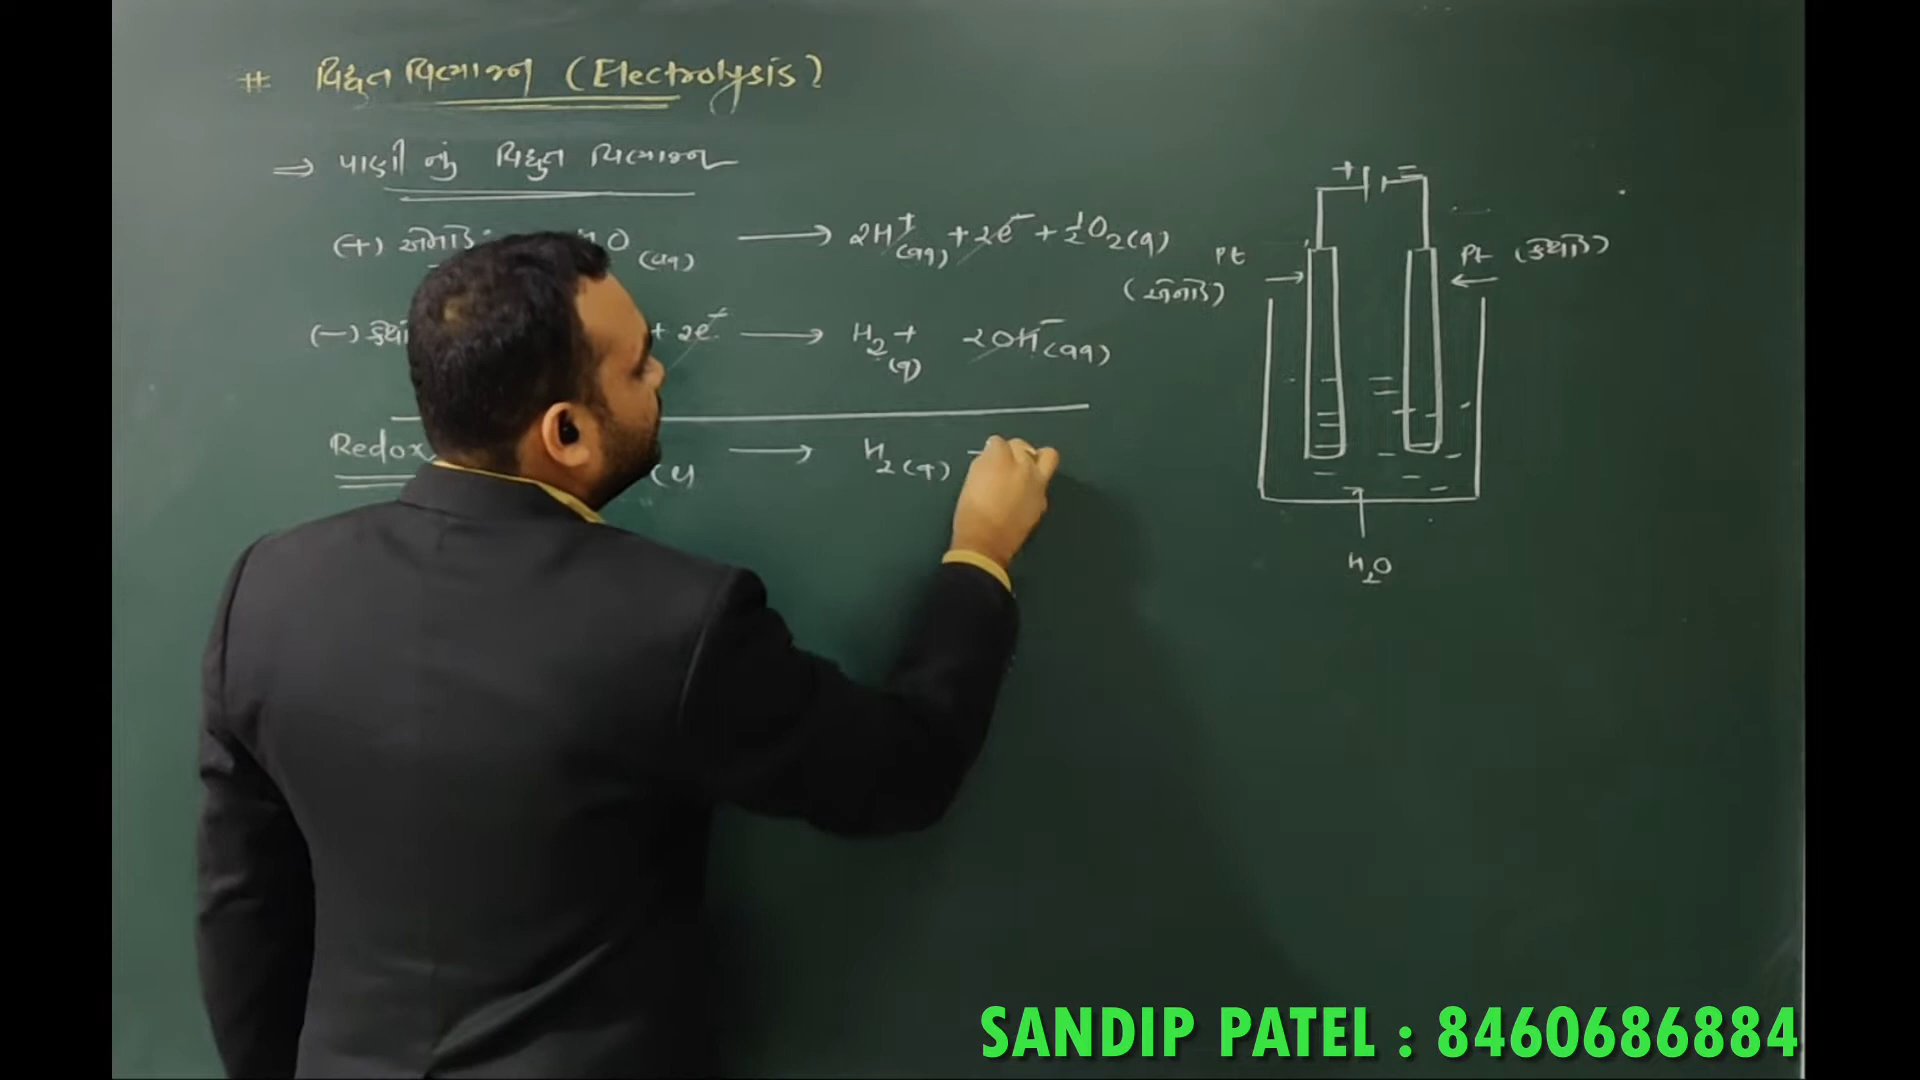 # વિદ્યુત વિભાજન (Electrolysis)
⇒ પાણી નું વિદ્યુત વિભાજન
(+) એનોડ: O(aq) ⟶ 2H⁺(aq) + 2e⁻ + ½O₂(g)
(−) + 2e⁻ ⟶ H₂(g) + 2OH⁻(aq)
Redox (l) ⟶ H₂(g) +
+ −
Pt (એનોડ) →
← Pt (કેથોડ)
H₂O
SANDIP PATEL : 8460686884